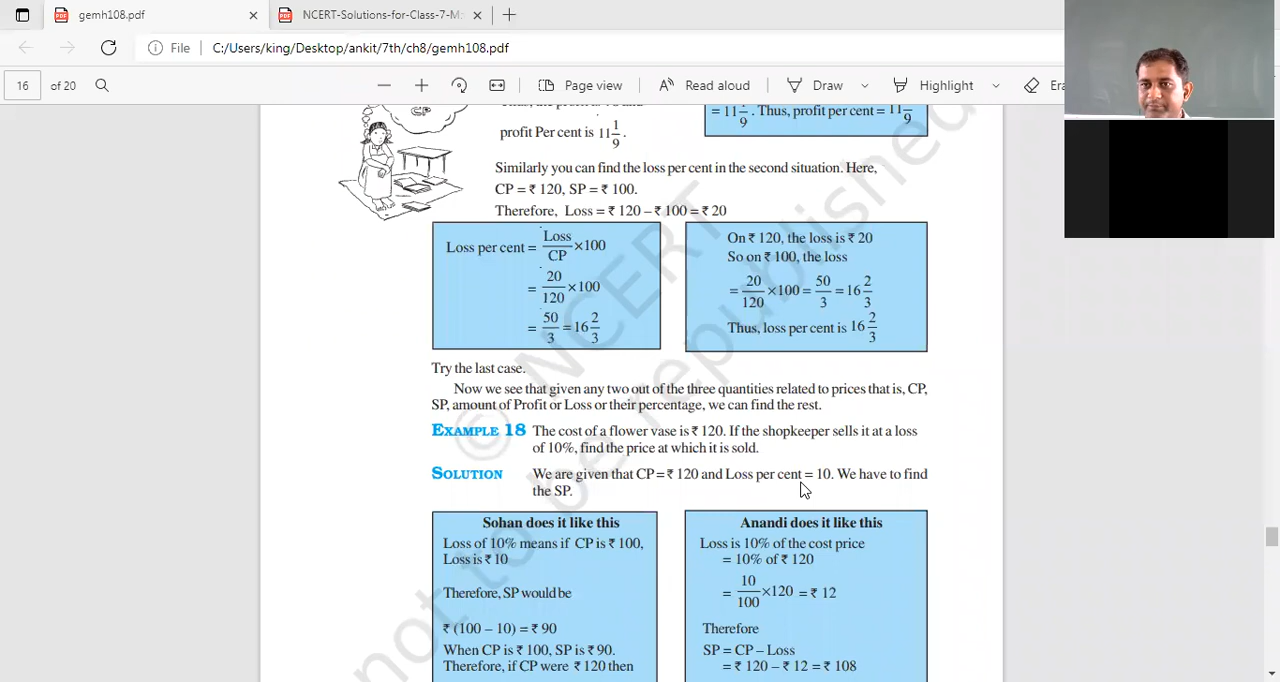 gemh108.pdf
NCERT-Solutions-for-Class-7-M
File C:/Users/king/Desktop/ankit/7th/ch8/gemh108.pdf
16 of 20
Page view
Read aloud
Draw
Highlight
CP
profit Per cent is 11 1/9.
= 11 1/9. Thus, profit per cent = 11 1/9
Similarly you can find the loss per cent in the second situation. Here,
CP = ₹ 120, SP = ₹ 100.
Therefore, Loss = ₹ 120 – ₹ 100 = ₹ 20
Loss per cent = Loss/CP ×100
= 20/120 ×100
= 50/3 = 16 2/3
On ₹ 120, the loss is ₹ 20
So on ₹ 100, the loss
= 20/120 ×100 = 50/3 = 16 2/3
Thus, loss per cent is 16 2/3
Try the last case.
Now we see that given any two out of the three quantities related to prices that is, CP,
SP, amount of Profit or Loss or their percentage, we can find the rest.
EXAMPLE 18 The cost of a flower vase is ₹ 120. If the shopkeeper sells it at a loss
of 10%, find the price at which it is sold.
SOLUTION We are given that CP = ₹ 120 and Loss per cent = 10. We have to find
the SP.
Sohan does it like this
Loss of 10% means if CP is ₹ 100,
Loss is ₹ 10
Therefore, SP would be
₹ (100 – 10) = ₹ 90
When CP is ₹ 100, SP is ₹ 90.
Therefore, if CP were ₹ 120 then
Anandi does it like this
Loss is 10% of the cost price
= 10% of ₹ 120
= 10/100 ×120 = ₹ 12
Therefore
SP = CP – Loss
= ₹ 120 – ₹ 12 = ₹ 108
© NCERT
not to be republished